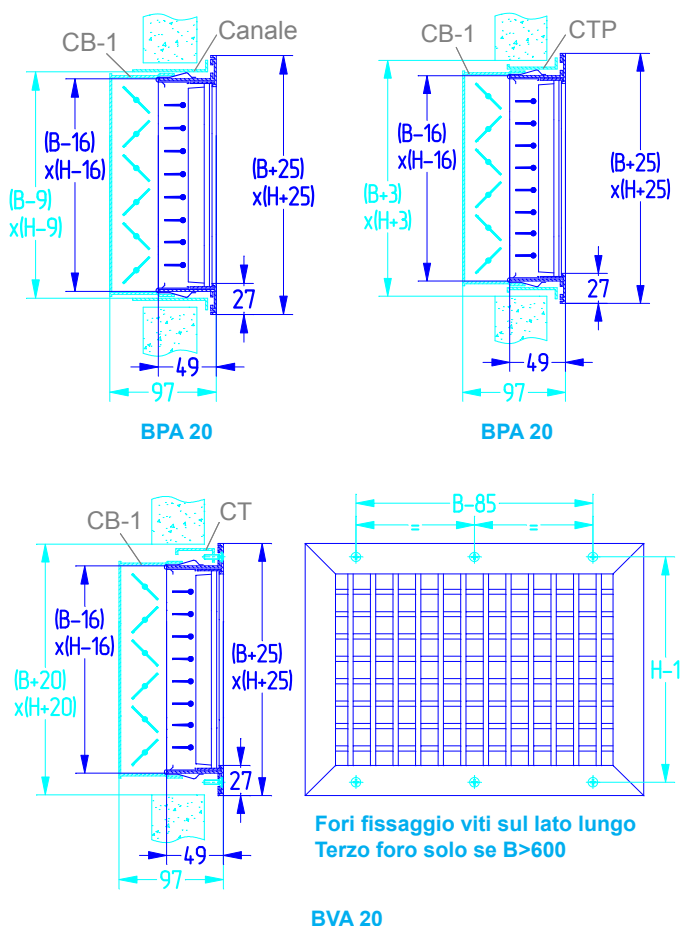 CB-1
Canale
(B-16)
x(H-16)
(B-9)
x(H-9)
(B+25)
x(H+25)
27
49
97
BPA 20
CB-1
CTP
(B-16)
x(H-16)
(B+3)
x(H+3)
(B+25)
x(H+25)
27
49
97
BPA 20
CB-1
CT
(B-16)
x(H-16)
(B+20)
x(H+20)
(B+25)
x(H+25)
27
49
97
B-85
=
=
H-1
Fori fissaggio viti sul lato lungo
Terzo foro solo se B>600
BVA 20